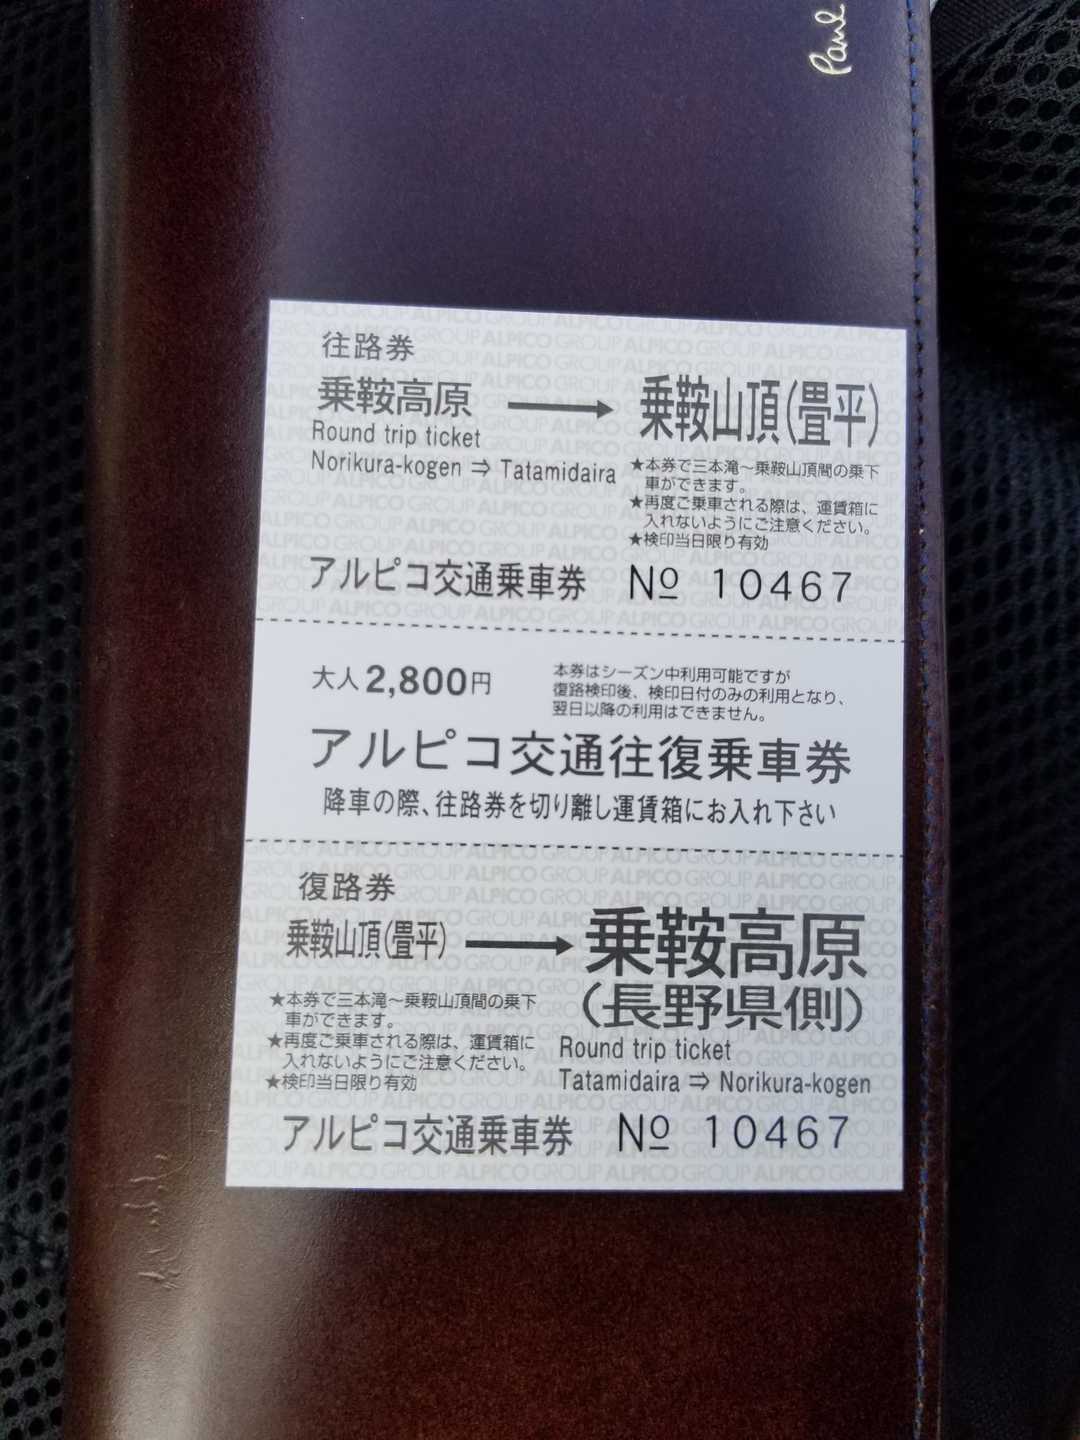 Paul
往路券
乗鞍高原 → 乗鞍山頂(畳平)
Round trip ticket
Norikura-kogen ⇒ Tatamidaira
★本券で三本滝~乗鞍山頂間の乗下
車ができます。
★再度ご乗車される際は、運賃箱に
入れないようにご注意ください。
★検印当日限り有効
アルピコ交通乗車券 № 10467
大人2,800円
本券はシーズン中利用可能ですが
復路検印後、検印日付のみの利用となり、
翌日以降の利用はできません。
アルピコ交通往復乗車券
降車の際、往路券を切り離し運賃箱にお入れ下さい
復路券
乗鞍山頂(畳平) → 乗鞍高原
(長野県側)
★本券で三本滝~乗鞍山頂間の乗下
車ができます。
★再度ご乗車される際は、運賃箱に
入れないようにご注意ください。
★検印当日限り有効
Round trip ticket
Tatamidaira ⇒ Norikura-kogen
アルピコ交通乗車券 № 10467